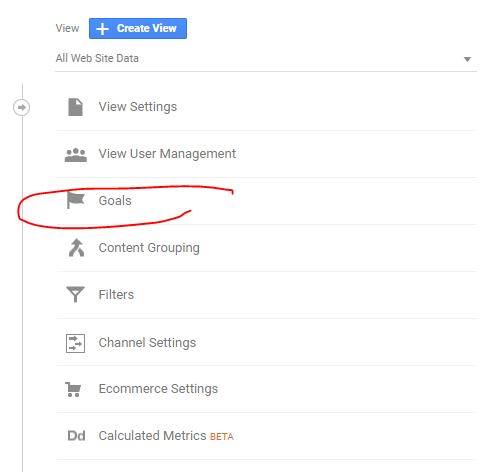 View + Create View
All Web Site Data
View Settings
View User Management
Goals
Content Grouping
Filters
Channel Settings
Ecommerce Settings
Dd Calculated Metrics BETA